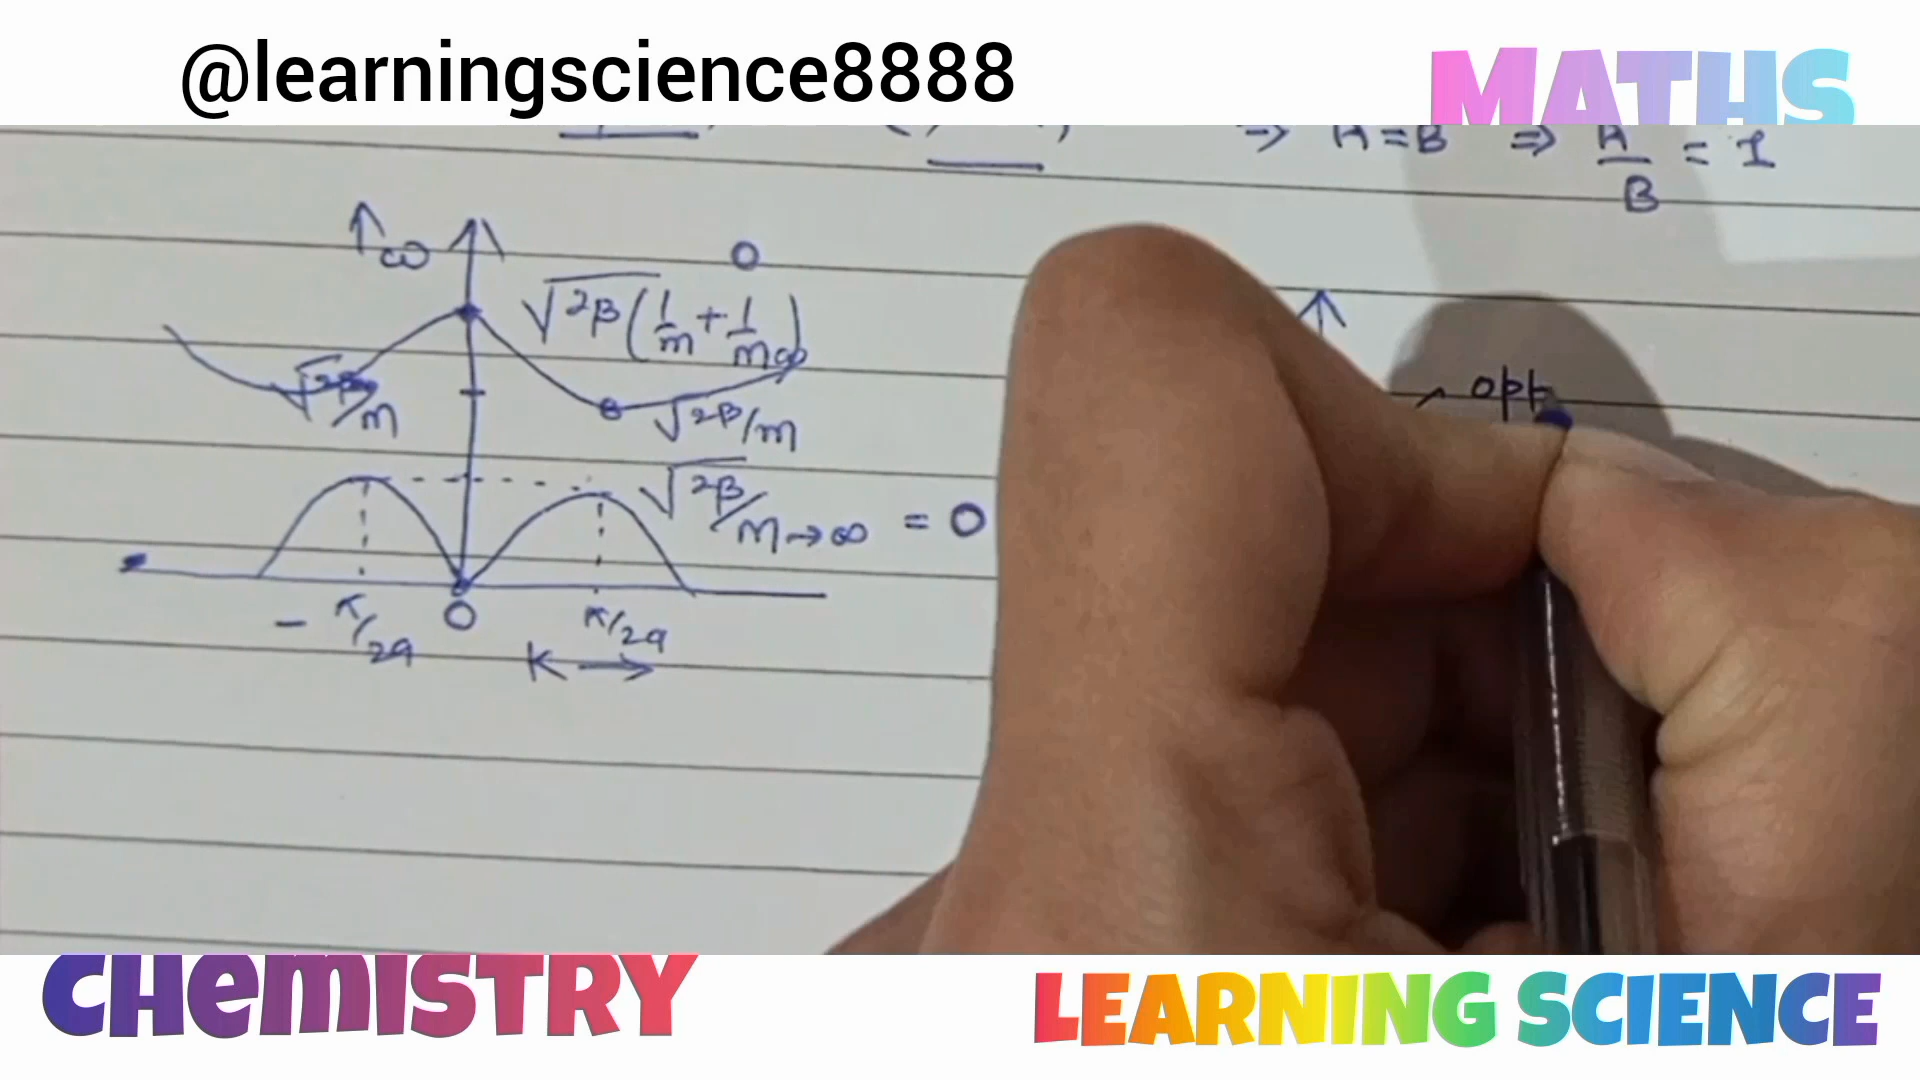 @learningscience8888
MATHS
⇒ A = B ⇒ A/B = 1
↑ω
0
√2β(1/m + 1/M∞)
opt
√2β/m
√2β/m
√2β/M→∞ = 0
- π/2a 0 π/2a
K →
CHEMISTRY
LEARNING SCIENCE